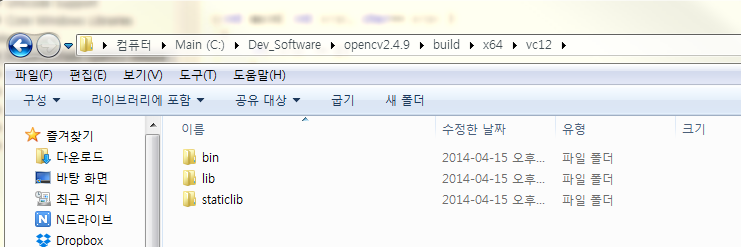 컴퓨터 ▸ Main (C:) ▸ Dev_Software ▸ opencv2.4.9 ▸ build ▸ x64 ▸ vc12 ▸
파일(F) 편집(E) 보기(V) 도구(T) 도움말(H)
구성 라이브러리에 포함 공유 대상 굽기 새 폴더
즐겨찾기
다운로드
바탕 화면
최근 위치
N드라이브
Dropbox
이름 수정한 날짜 유형 크기
bin 2014-04-15 오후... 파일 폴더
lib 2014-04-15 오후... 파일 폴더
staticlib 2014-04-15 오후... 파일 폴더